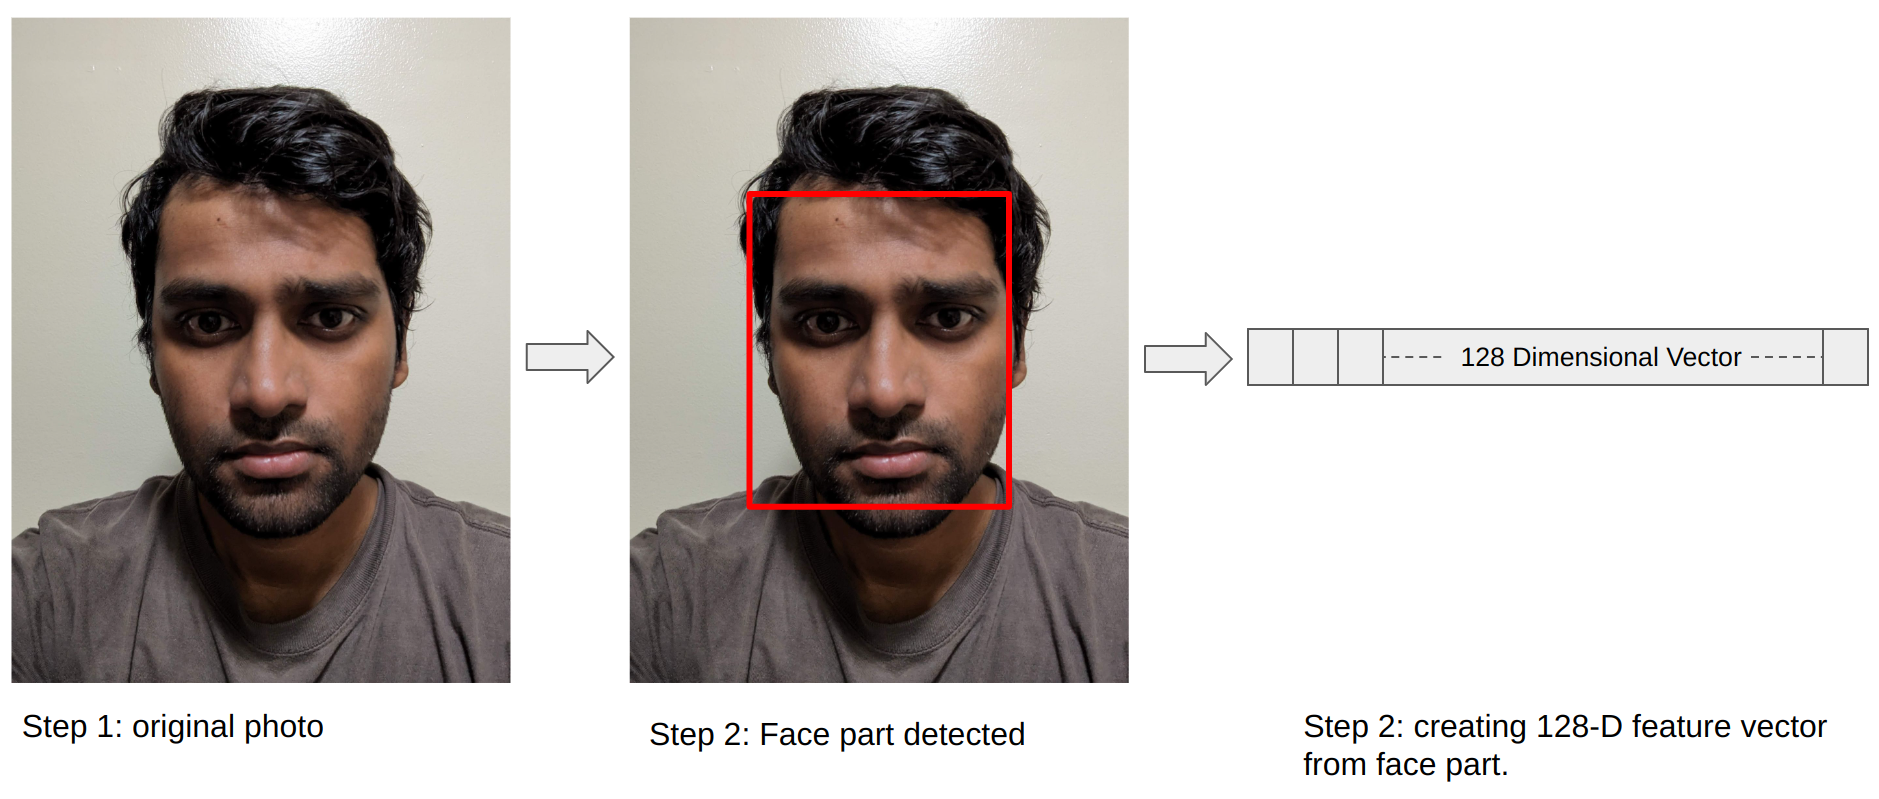 128 Dimensional Vector
Step 1: original photo
Step 2: Face part detected
Step 2: creating 128-D feature vector
from face part.